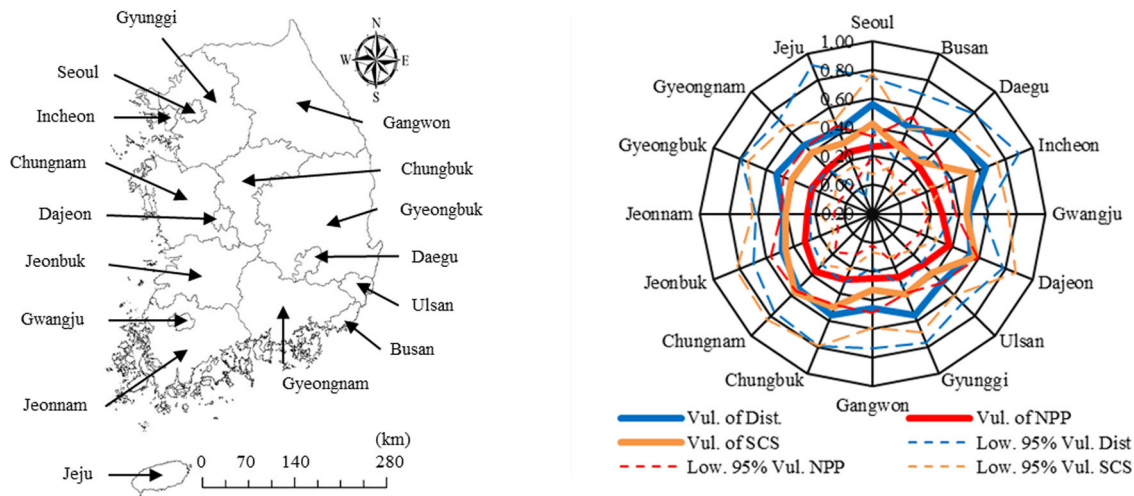 Gyunggi
Seoul
Incheon
Chungnam
Dajeon
Jeonbuk
Gwangju
Jeonnam
Jeju
N
W E
S
Gangwon
Chungbuk
Gyeongbuk
Daegu
Ulsan
Busan
Gyeongnam
(km)
0 70 140 280
Seoul
Busan
Daegu
Incheon
Gwangju
Dajeon
Ulsan
Gyunggi
Gangwon
Chungbuk
Chungnam
Jeonbuk
Jeonnam
Gyeongbuk
Gyeongnam
Jeju
1.00
0.80
0.60
0.40
0.20
0.00
-0.20
Vul. of Dist.
Vul. of NPP
Vul. of SCS
Low. 95% Vul. Dist
Low. 95% Vul. NPP
Low. 95% Vul. SCS